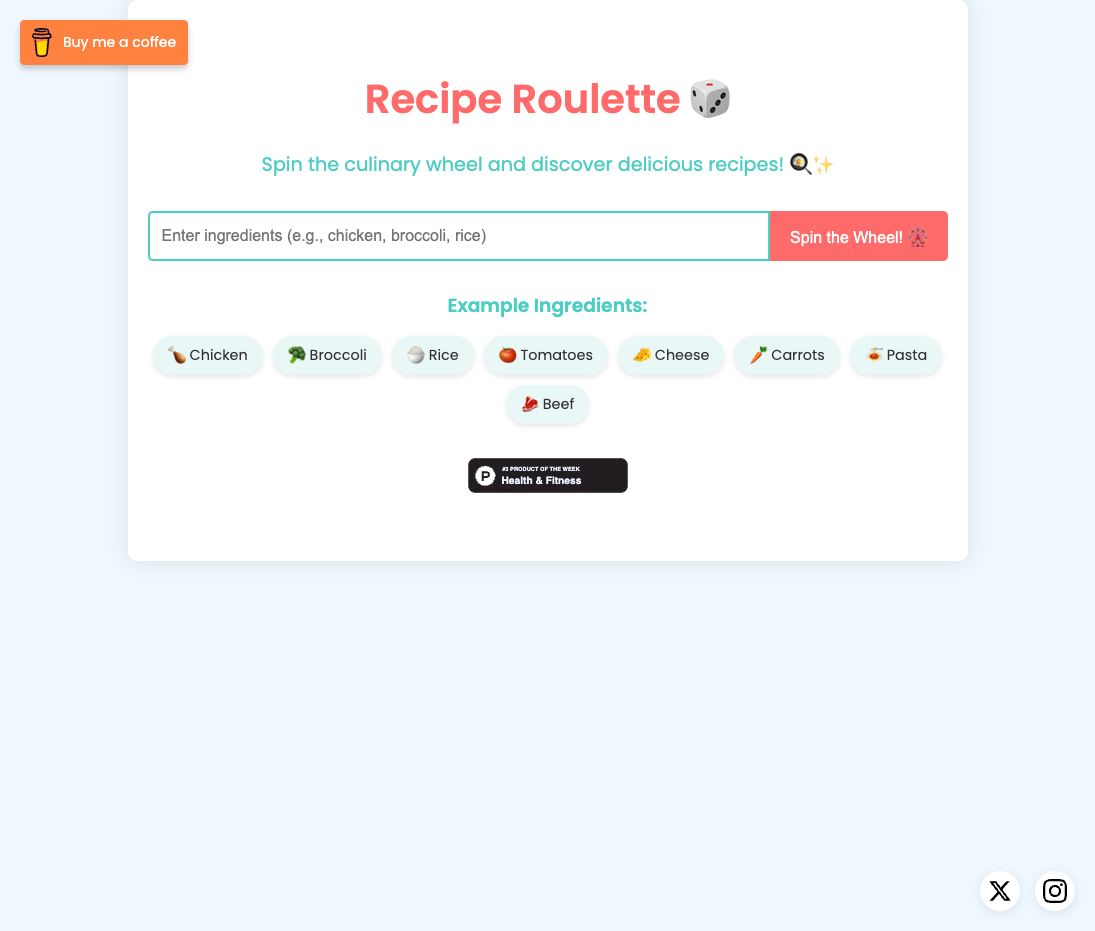 Buy me a coffee
Recipe Roulette 🎲
Spin the culinary wheel and discover delicious recipes! 🍳✨
Enter ingredients (e.g., chicken, broccoli, rice)
Spin the Wheel! 🎡
Example Ingredients:
🍗 Chicken
🥦 Broccoli
🍚 Rice
🍅 Tomatoes
🧀 Cheese
🥕 Carrots
🍝 Pasta
🥩 Beef
P
#3 PRODUCT OF THE WEEK
Health & Fitness